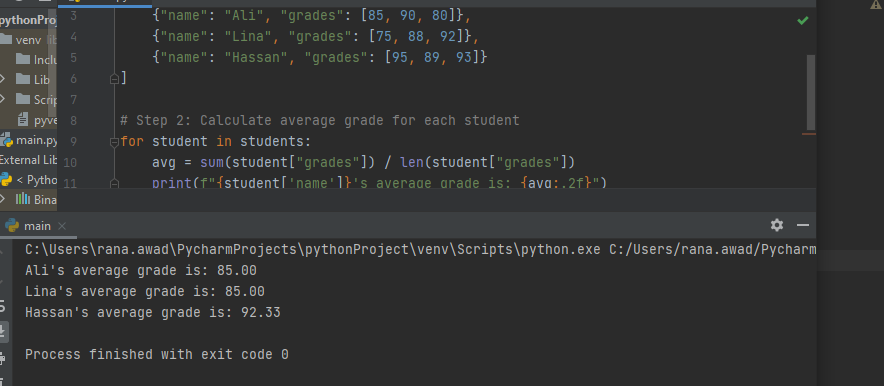 pythonProj
venv lib
Inclu
Lib
Scrip
pyve
main.py
External Lib
< Python
Bina
3 {"name": "Ali", "grades": [85, 90, 80]},
4 {"name": "Lina", "grades": [75, 88, 92]},
5 {"name": "Hassan", "grades": [95, 89, 93]}
6 ]
7
8 # Step 2: Calculate average grade for each student
9 for student in students:
10 avg = sum(student["grades"]) / len(student["grades"])
11 print(f"{student['name']}'s average grade is: {avg:.2f}")
main
C:\Users\rana.awad\PycharmProjects\pythonProject\venv\Scripts\python.exe C:/Users/rana.awad/Pycharm
Ali's average grade is: 85.00
Lina's average grade is: 85.00
Hassan's average grade is: 92.33
Process finished with exit code 0